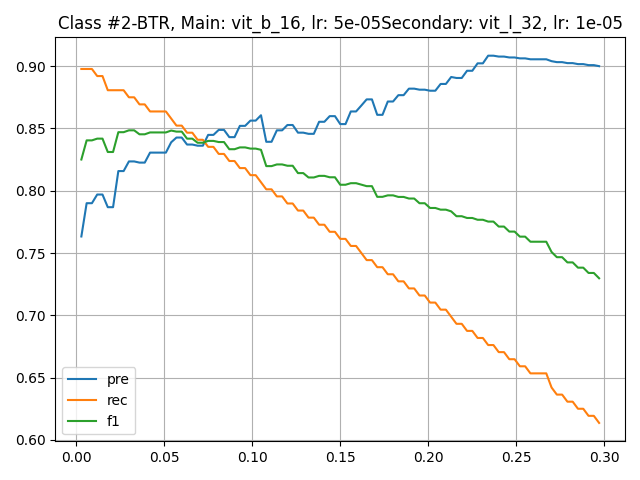 Class #2-BTR, Main: vit_b_16, lr: 5e-05Secondary: vit_l_32, lr: 1e-05
0.90
0.85
0.80
0.75
0.70
0.65
0.60
pre
rec
f1
0.00 0.05 0.10 0.15 0.20 0.25 0.30